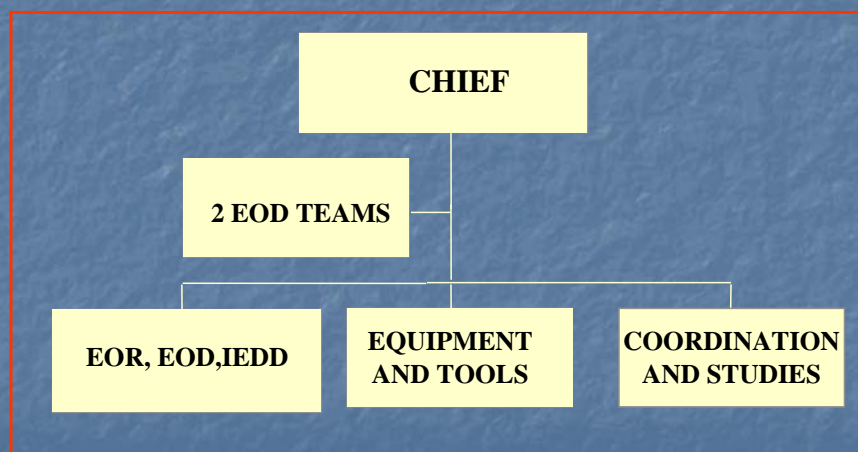 CHIEF
2 EOD TEAMS
EOR, EOD,IEDD
EQUIPMENT
AND TOOLS
COORDINATION
AND STUDIES